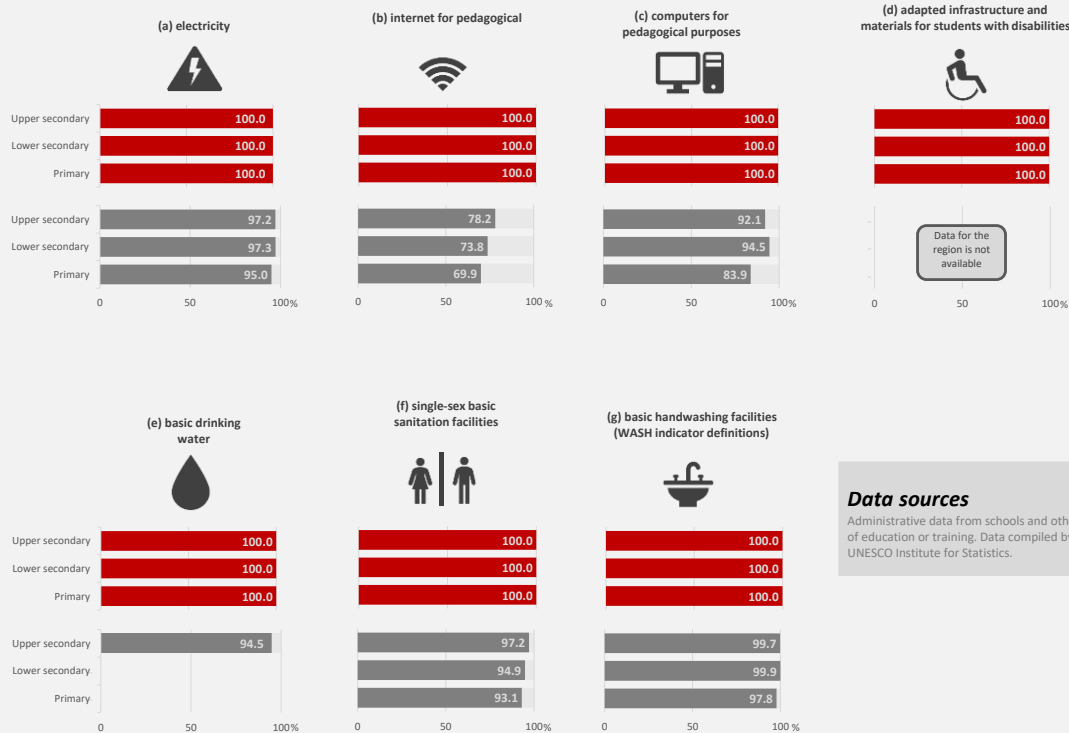 (a) electricity
(b) internet for pedagogical
(c) computers for
pedagogical purposes
(d) adapted infrastructure and
materials for students with disabilities
Upper secondary 100.0 100.0 100.0 100.0
Lower secondary 100.0 100.0 100.0 100.0
Primary 100.0 100.0 100.0 100.0
Upper secondary 97.2 78.2 92.1
Lower secondary 97.3 73.8 94.5
Primary 95.0 69.9 83.9
Data for the
region is not
available
0 50 100% 0 50 100% 0 50 100% 0 50 100%
(e) basic drinking
water
(f) single-sex basic
sanitation facilities
(g) basic handwashing facilities
(WASH indicator definitions)
Upper secondary 100.0 100.0 100.0
Lower secondary 100.0 100.0 100.0
Primary 100.0 100.0 100.0
Upper secondary 94.5 97.2 99.7
Lower secondary 94.9 99.9
Primary 93.1 97.8
0 50 100% 0 50 100% 0 50 100%
Data sources
Administrative data from schools and oth
of education or training. Data compiled by
UNESCO Institute for Statistics.